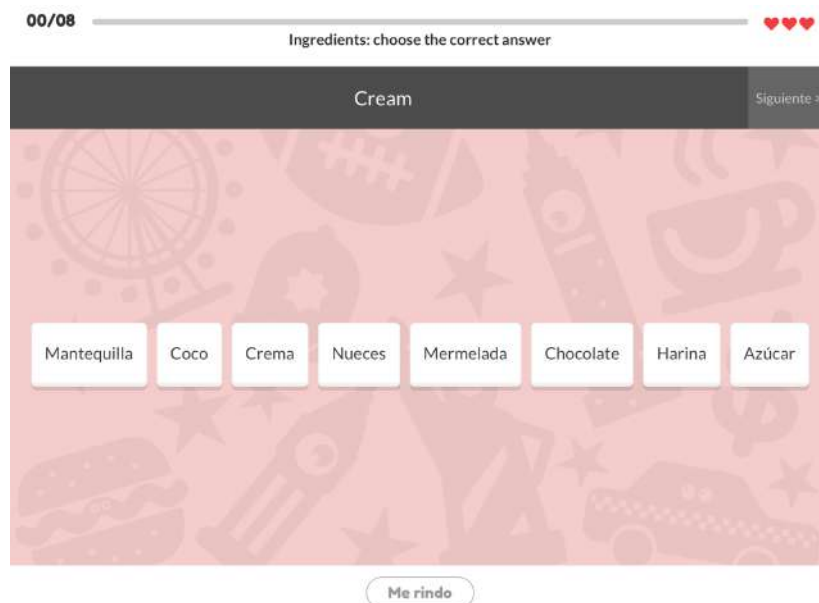 00/08
Ingredients: choose the correct answer
Cream
Siguiente >
Mantequilla Coco Crema Nueces Mermelada Chocolate Harina Azúcar
Me rindo